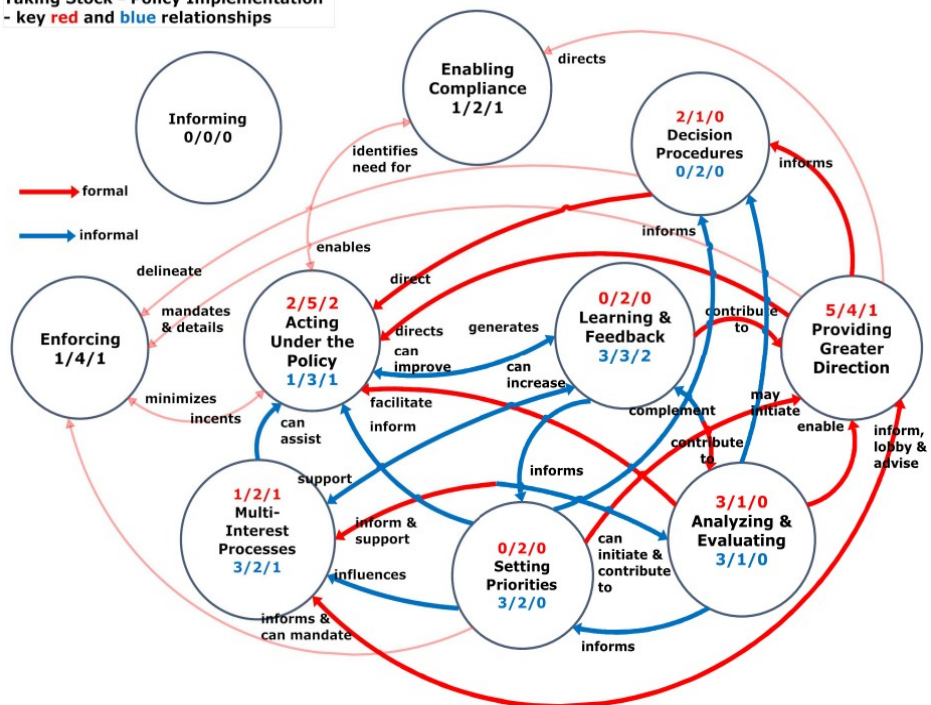 Taking Stock - Policy Implementation
- key red and blue relationships
Enabling
Compliance
1/2/1
directs
Informing
0/0/0
2/1/0
Decision
Procedures
0/2/0
identifies
need for
informs
formal
informal
informs
enables
delineate
direct
mandates
& details
Enforcing
1/4/1
2/5/2
Acting
Under the
Policy
1/3/1
directs
can
improve
generates
can
increase
0/2/0
Learning &
Feedback
3/3/2
contribute
to
5/4/1
Providing
Greater
Direction
minimizes
incents
facilitate
inform
can
assist
complement
contribute
to
may
initiate
enable
inform,
lobby &
advise
support
informs
1/2/1
Multi-
Interest
Processes
3/2/1
inform &
support
influences
0/2/0
Setting
Priorities
3/2/0
can
initiate &
contribute
to
3/1/0
Analyzing &
Evaluating
3/1/0
informs &
can mandate
informs